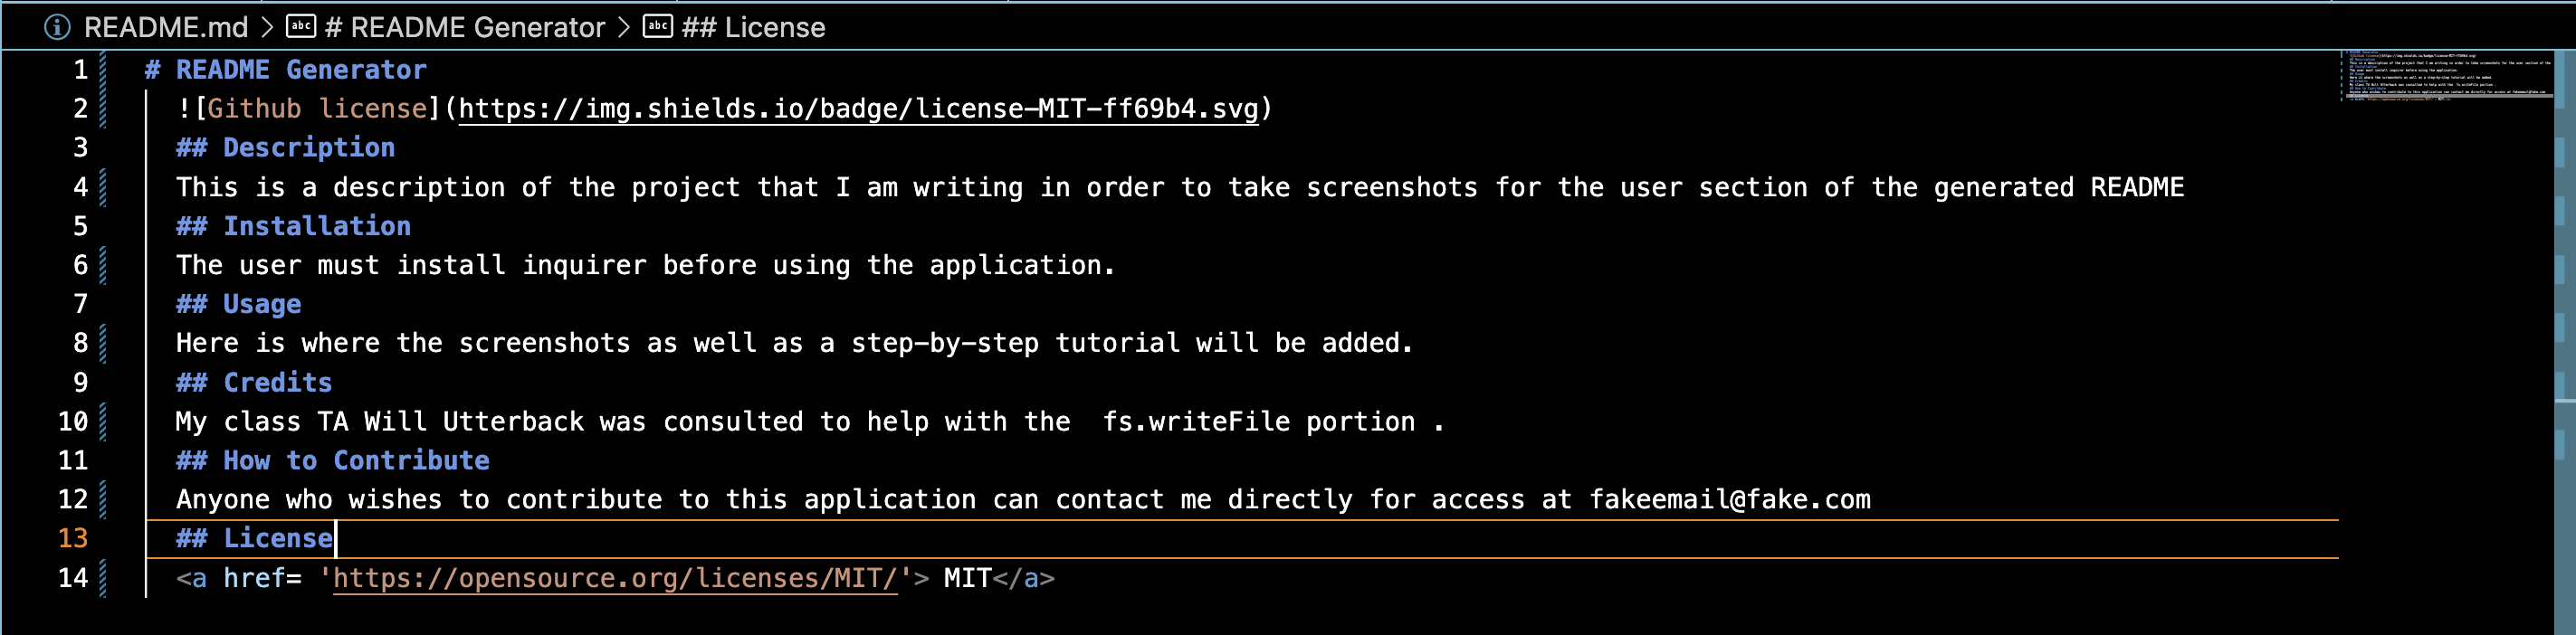 README.md > # README Generator > ## License
1 # README Generator
2 ![Github license](https://img.shields.io/badge/license-MIT-ff69b4.svg)
3 ## Description
4 This is a description of the project that I am writing in order to take screenshots for the user section of the generated README
5 ## Installation
6 The user must install inquirer before using the application.
7 ## Usage
8 Here is where the screenshots as well as a step-by-step tutorial will be added.
9 ## Credits
10 My class TA Will Utterback was consulted to help with the  fs.writeFile portion .
11 ## How to Contribute
12 Anyone who wishes to contribute to this application can contact me directly for access at fakeemail@fake.com
13 ## License
14 <a href= 'https://opensource.org/licenses/MIT/'> MIT</a>